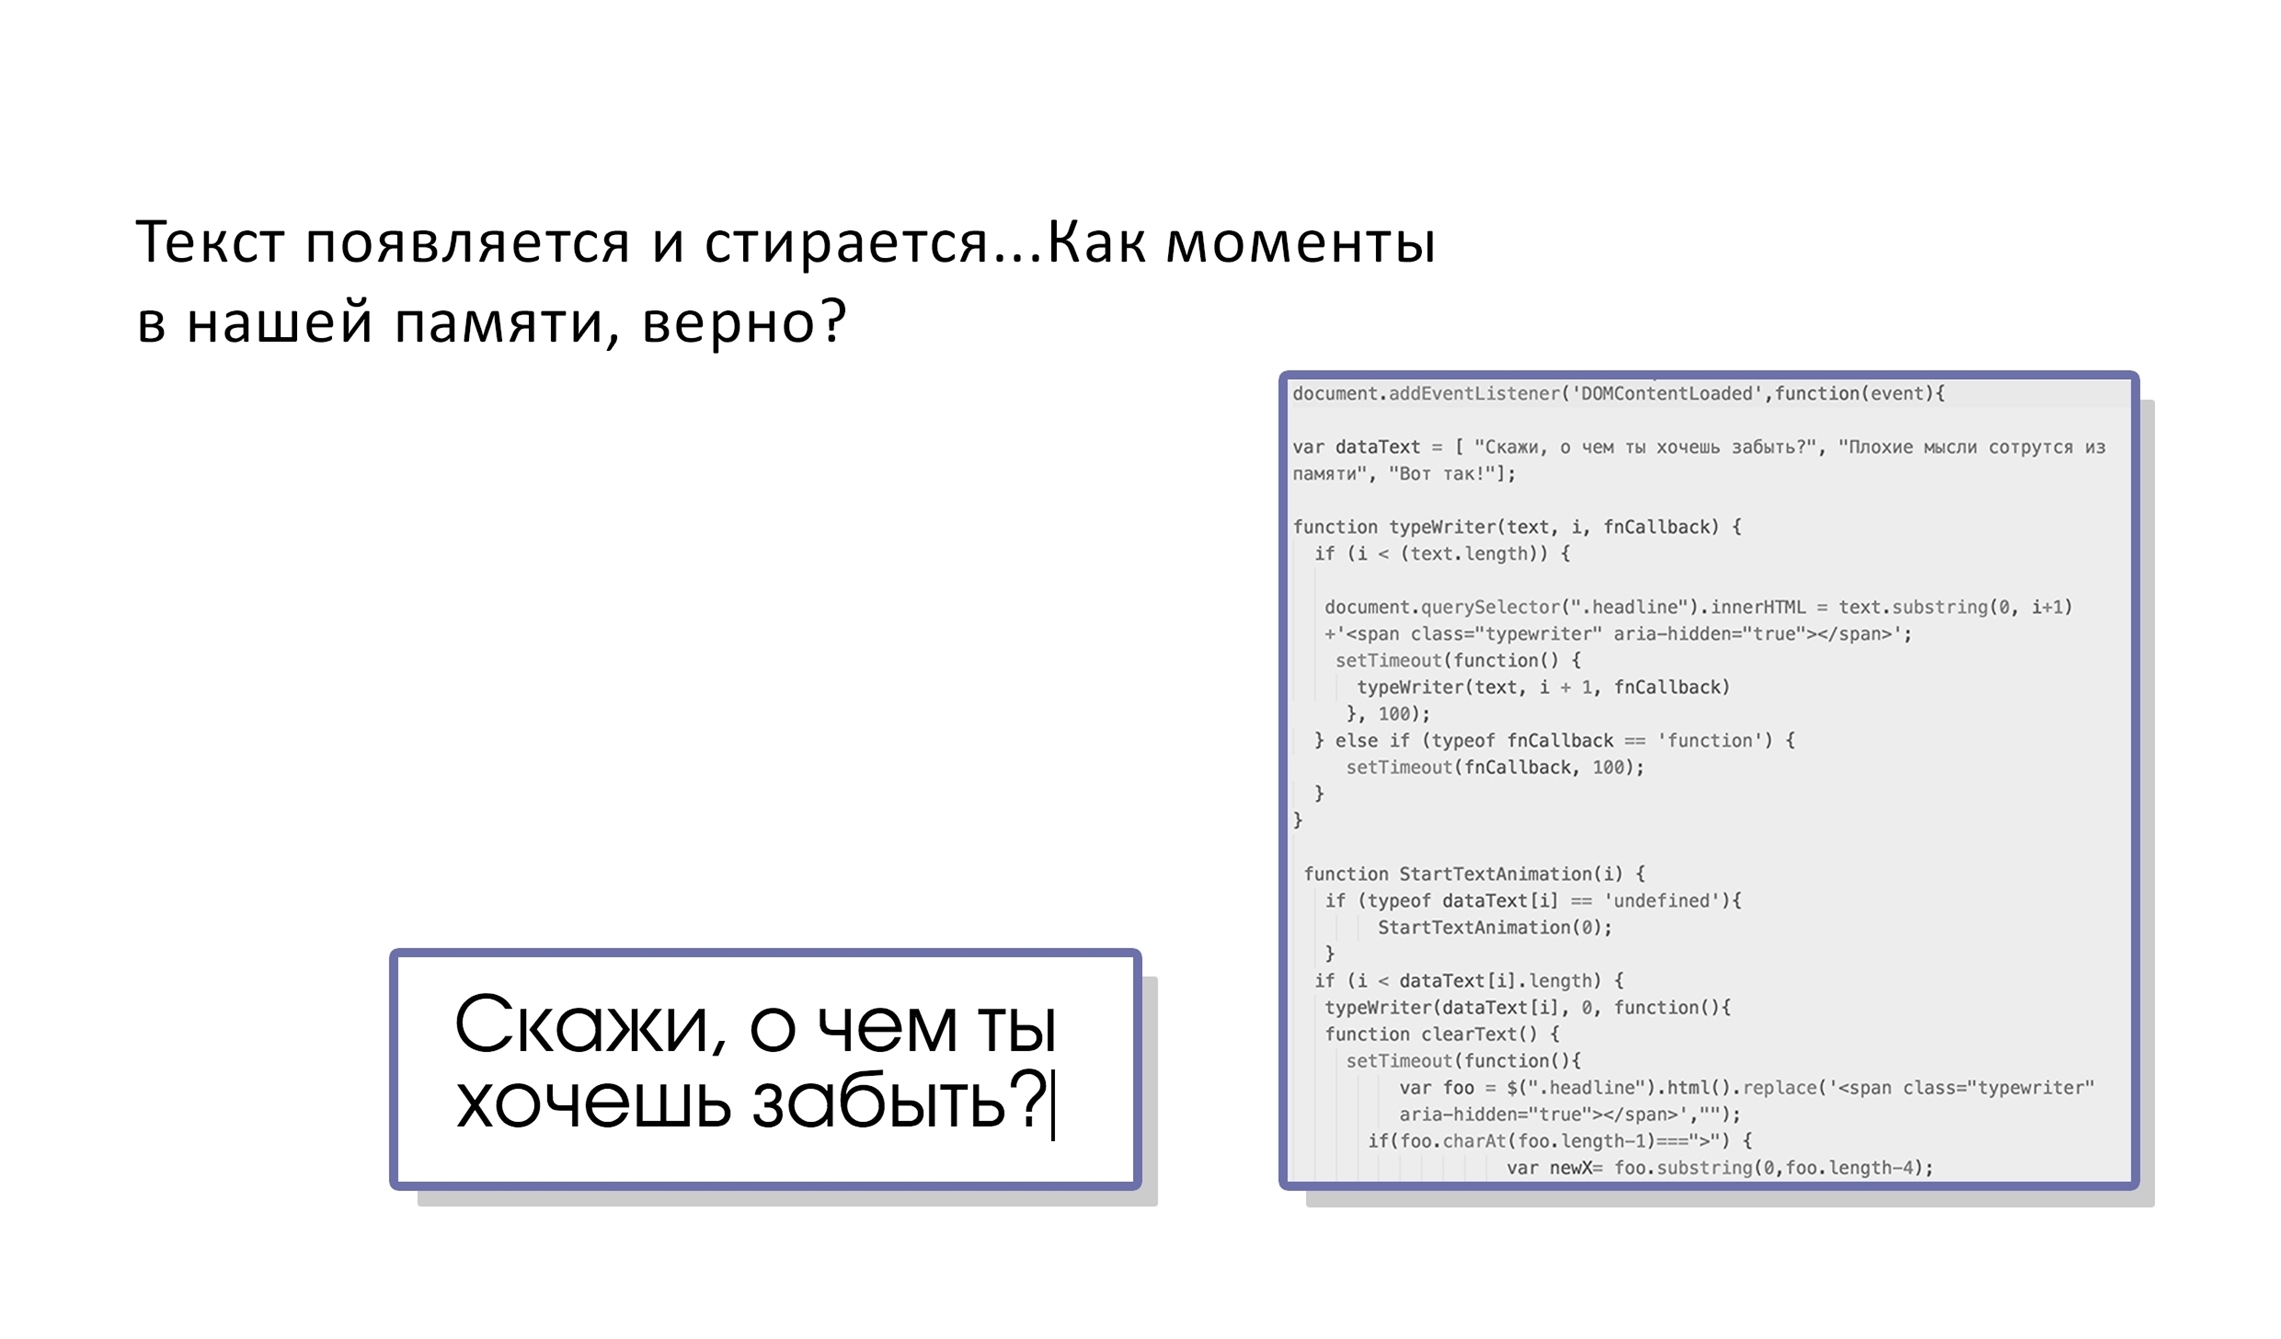 Текст появляется и стирается...Как моменты
в нашей памяти, верно?
Скажи, о чем ты
хочешь забыть?
document.addEventListener('DOMContentLoaded',function(event){
var dataText = [ "Скажи, о чем ты хочешь забыть?", "Плохие мысли сотрутся из
памяти", "Вот так!"];
function typeWriter(text, i, fnCallback) {
if (i < (text.length)) {
document.querySelector(".headline").innerHTML = text.substring(0, i+1)
+'<span class="typewriter" aria-hidden="true"></span>';
setTimeout(function() {
typeWriter(text, i + 1, fnCallback)
}, 100);
} else if (typeof fnCallback == 'function') {
setTimeout(fnCallback, 100);
}
}
function StartTextAnimation(i) {
if (typeof dataText[i] == 'undefined'){
StartTextAnimation(0);
}
if (i < dataText[i].length) {
typeWriter(dataText[i], 0, function(){
function clearText() {
setTimeout(function(){
var foo = $(".headline").html().replace('<span class="typewriter"
aria-hidden="true"></span>',"");
if(foo.charAt(foo.length-1)===">") {
var newX= foo.substring(0,foo.length-4);